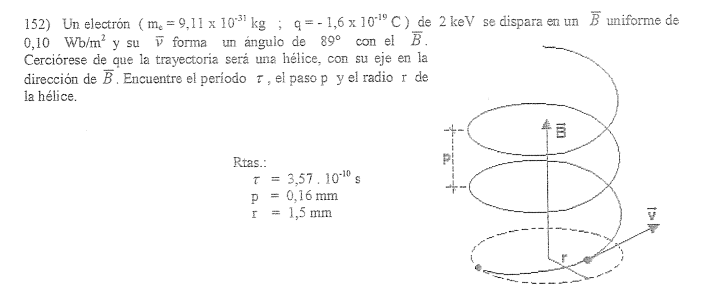 152) Un electrón ( mₑ = 9,11 x 10⁻³¹ kg ; q = - 1,6 x 10⁻¹⁹ C ) de 2 keV se dispara en un B̅ uniforme de
0,10 Wb/m² y su v̅ forma un ángulo de 89° con el B̅.
Cerciórese de que la trayectoria será una hélice, con su eje en la
dirección de B̅. Encuentre el período τ, el paso p y el radio r de
la hélice.
Rtas.:
τ = 3,57 . 10⁻¹⁰ s
p = 0,16 mm
r = 1,5 mm
B̅
p
v̅
r